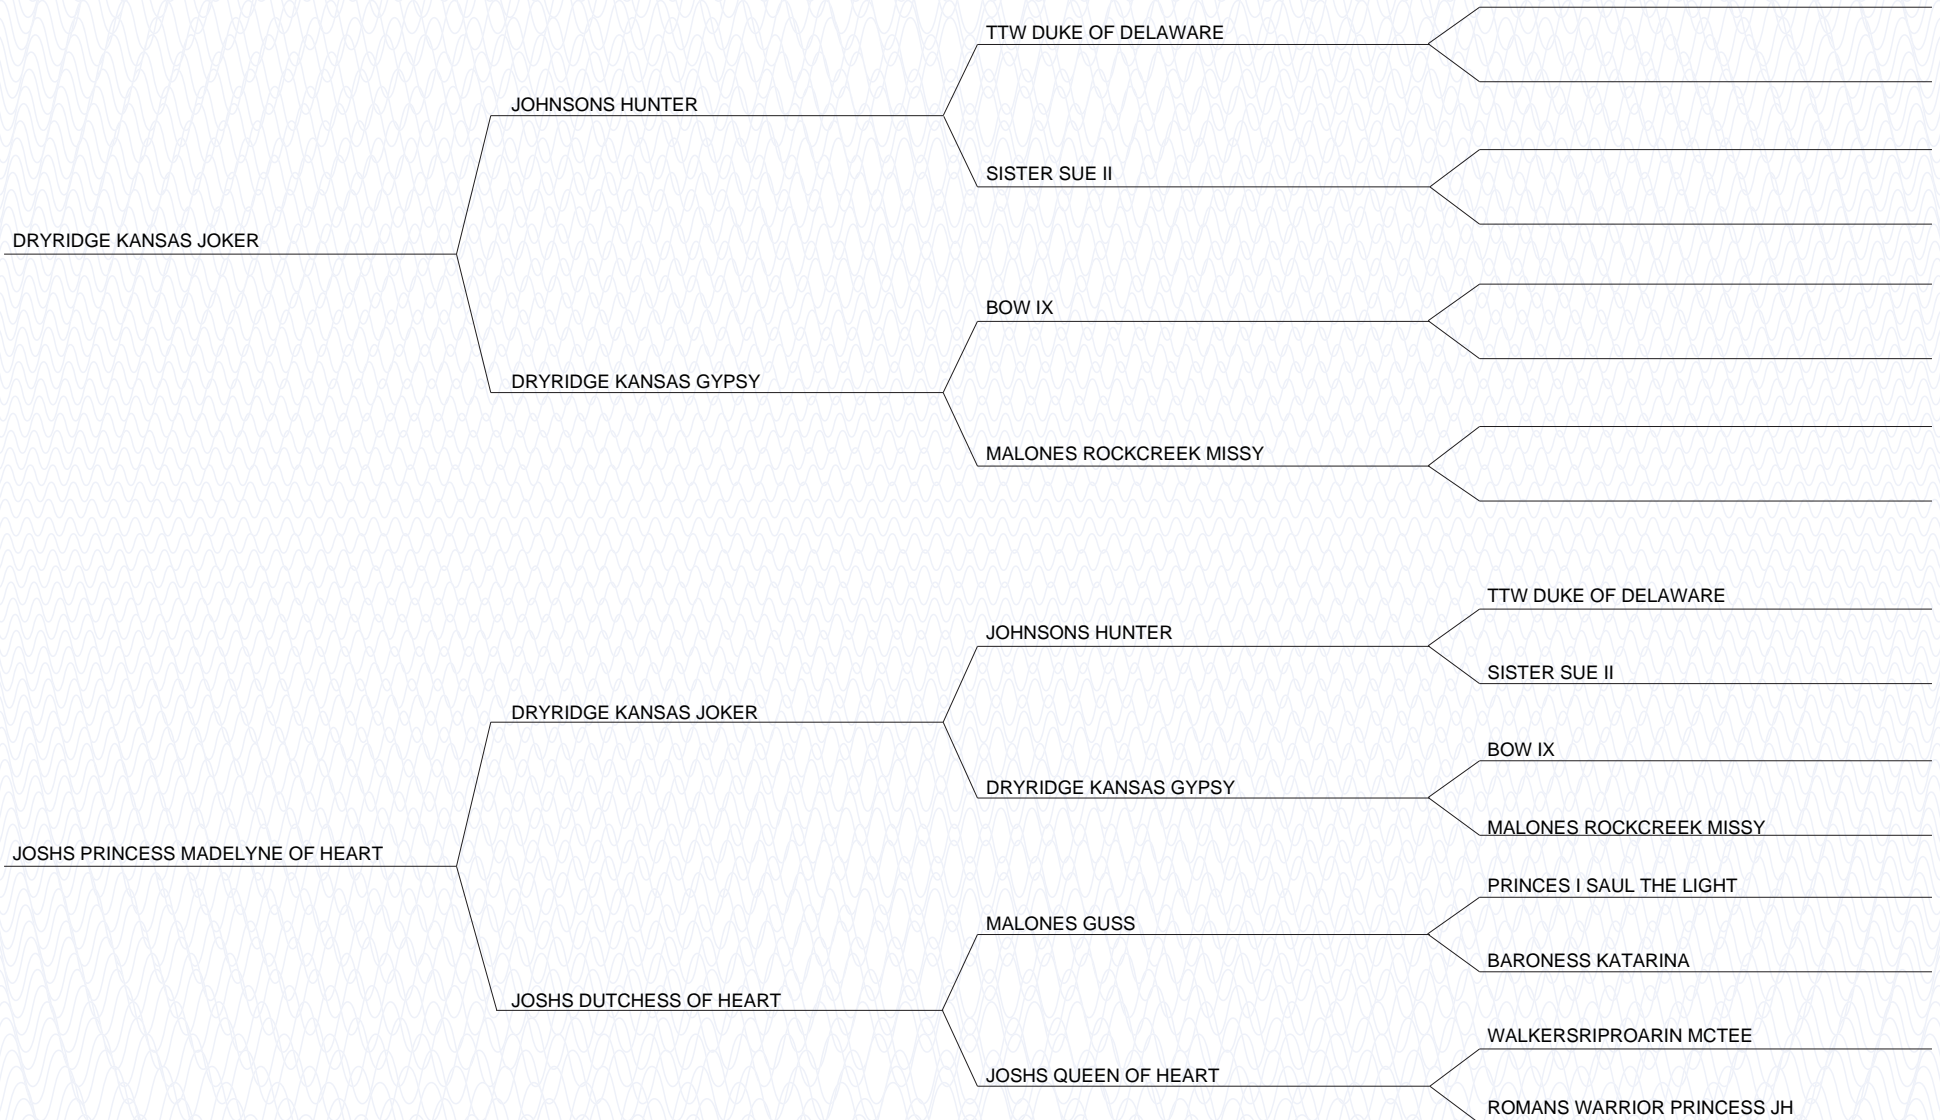 TTW DUKE OF DELAWARE
JOHNSONS HUNTER
SISTER SUE II
DRYRIDGE KANSAS JOKER
BOW IX
DRYRIDGE KANSAS GYPSY
MALONES ROCKCREEK MISSY
TTW DUKE OF DELAWARE
JOHNSONS HUNTER
SISTER SUE II
DRYRIDGE KANSAS JOKER
BOW IX
DRYRIDGE KANSAS GYPSY
MALONES ROCKCREEK MISSY
JOSHS PRINCESS MADELYNE OF HEART
PRINCES I SAUL THE LIGHT
MALONES GUSS
BARONESS KATARINA
JOSHS DUTCHESS OF HEART
WALKERSRIPROARIN MCTEE
JOSHS QUEEN OF HEART
ROMANS WARRIOR PRINCESS JH